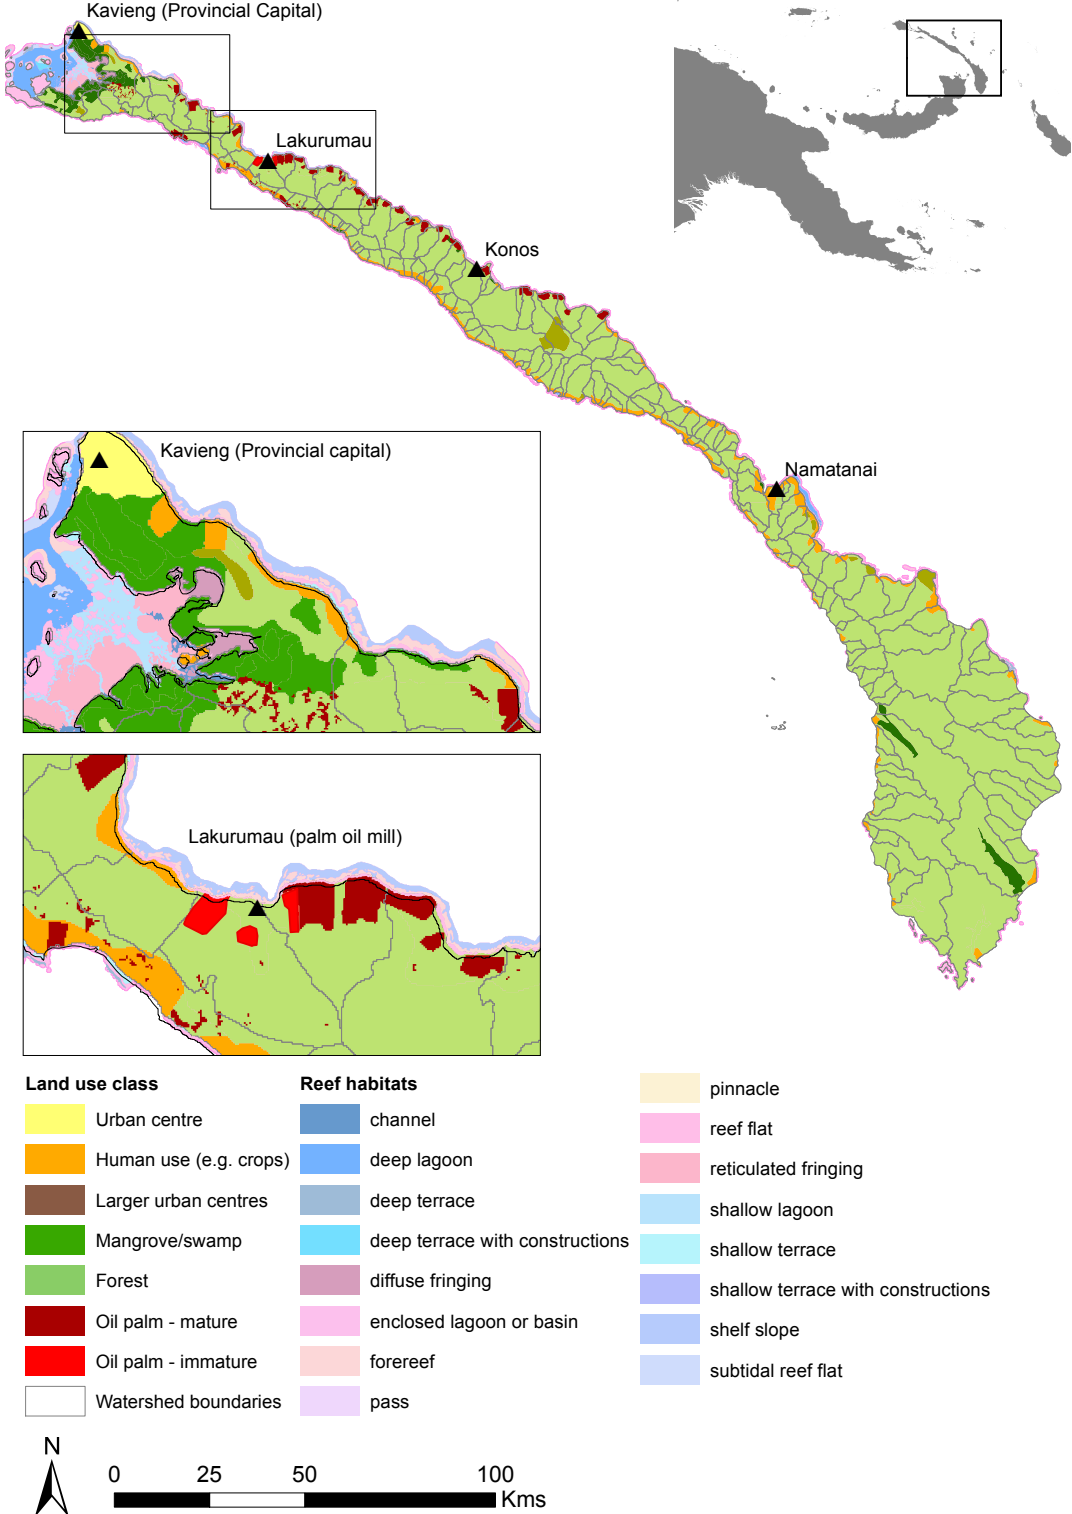 Kavieng (Provincial Capital)
Lakurumau
Konos
Namatanai
Kavieng (Provincial capital)
Lakurumau (palm oil mill)
Land use class
Urban centre
Human use (e.g. crops)
Larger urban centres
Mangrove/swamp
Forest
Oil palm - mature
Oil palm - immature
Watershed boundaries
Reef habitats
channel
deep lagoon
deep terrace
deep terrace with constructions
diffuse fringing
enclosed lagoon or basin
forereef
pass
pinnacle
reef flat
reticulated fringing
shallow lagoon
shallow terrace
shallow terrace with constructions
shelf slope
subtidal reef flat
N
0 25 50 100
Kms